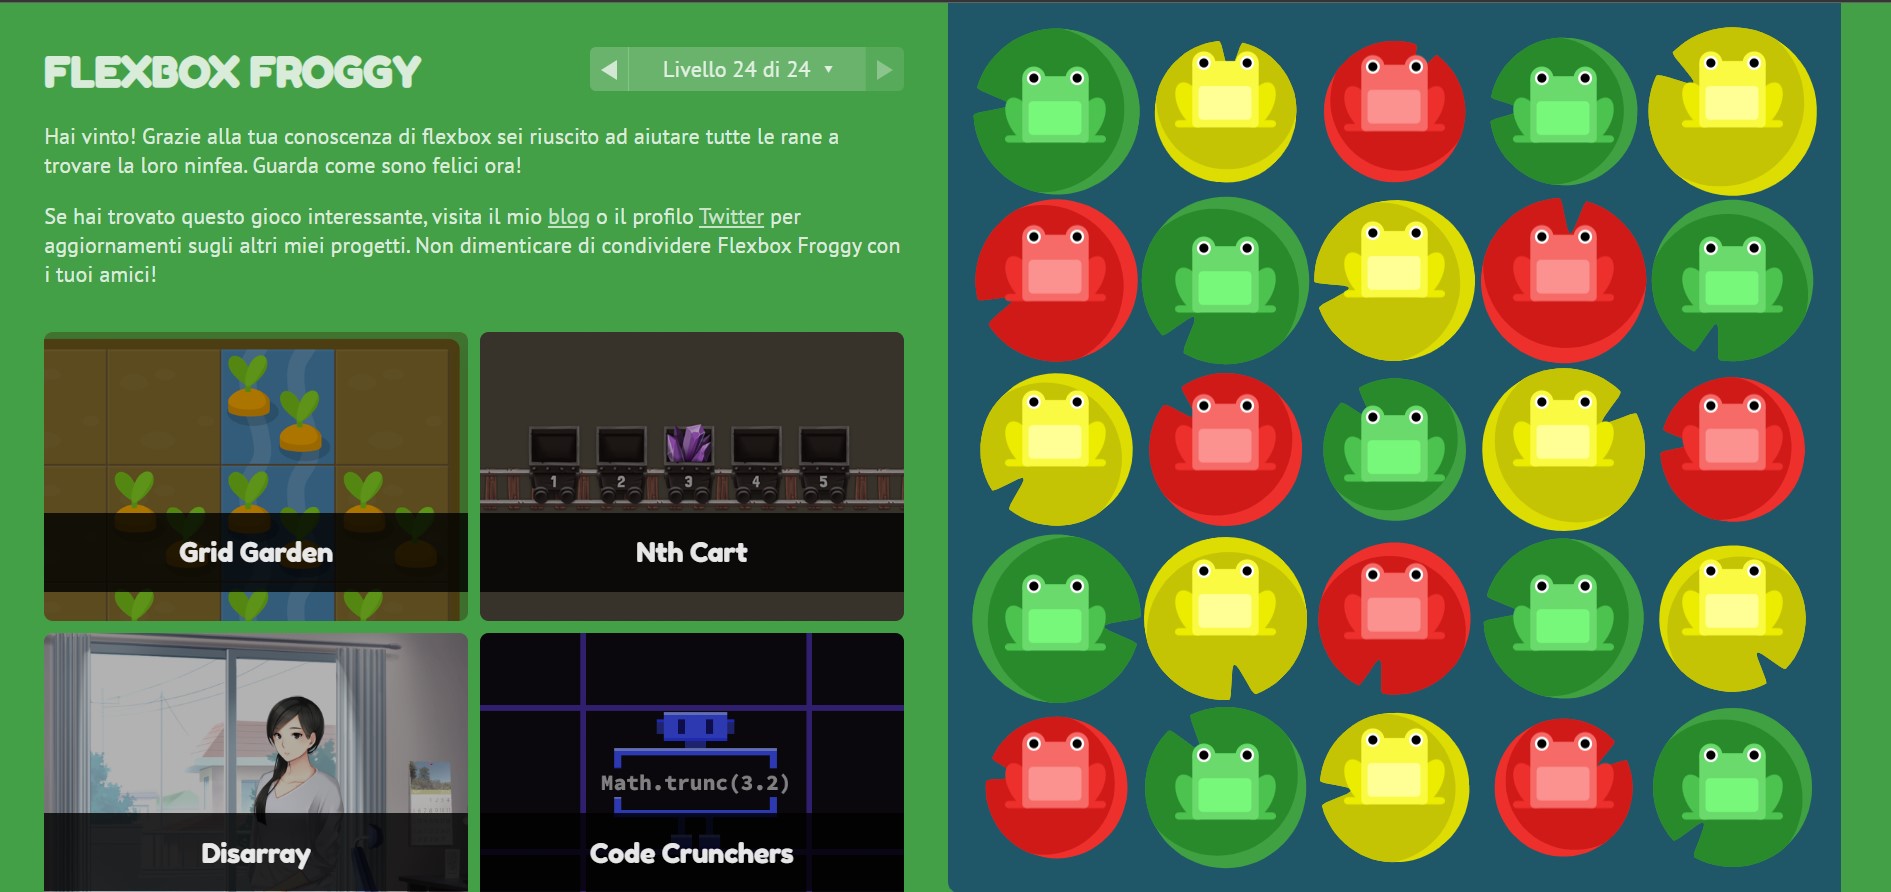 FLEXBOX FROGGY
Livello 24 di 24
Hai vinto! Grazie alla tua conoscenza di flexbox sei riuscito ad aiutare tutte le rane a
trovare la loro ninfea. Guarda come sono felici ora!
Se hai trovato questo gioco interessante, visita il mio blog o il profilo Twitter per
aggiornamenti sugli altri miei progetti. Non dimenticare di condividere Flexbox Froggy con
i tuoi amici!
Grid Garden
1 2 3 4 5
Nth Cart
Disarray
Math.trunc(3.2)
Code Crunchers